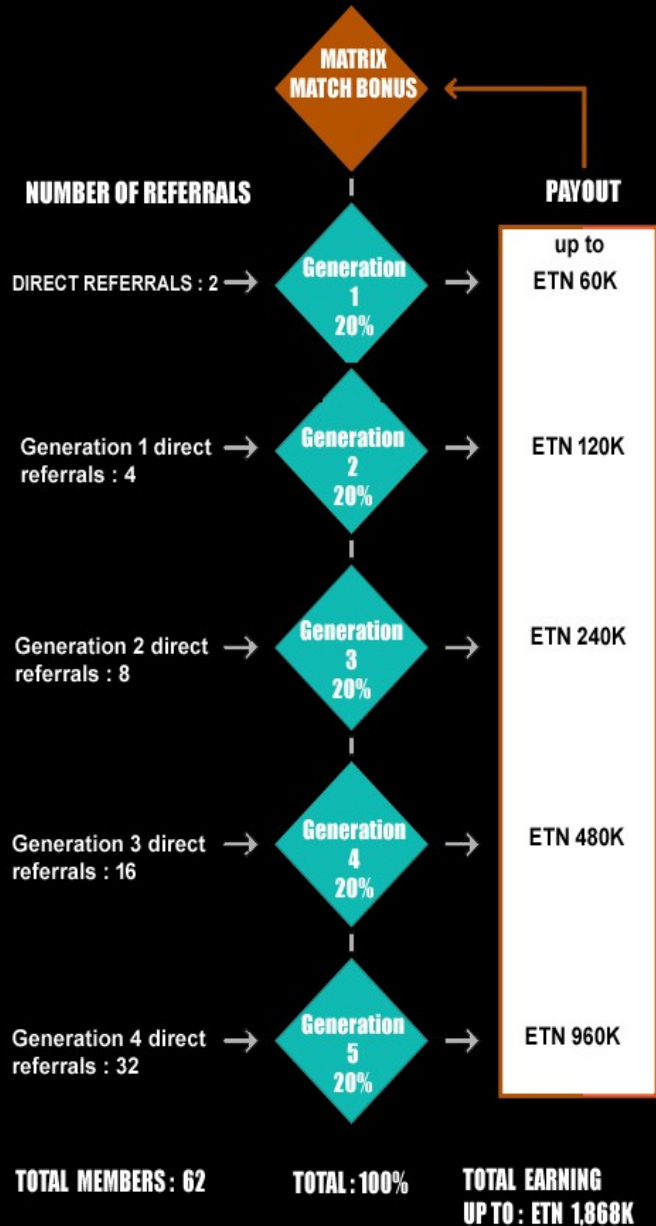 MATRIX
MATCH BONUS
NUMBER OF REFERRALS
PAYOUT
up to
DIRECT REFERRALS : 2
Generation
1
20%
ETN 60K
Generation 1 direct
referrals : 4
Generation
2
20%
ETN 120K
Generation 2 direct
referrals : 8
Generation
3
20%
ETN 240K
Generation 3 direct
referrals : 16
Generation
4
20%
ETN 480K
Generation 4 direct
referrals : 32
Generation
5
20%
ETN 960K
TOTAL MEMBERS : 62
TOTAL : 100%
TOTAL EARNING
UP TO : ETN 1,868K